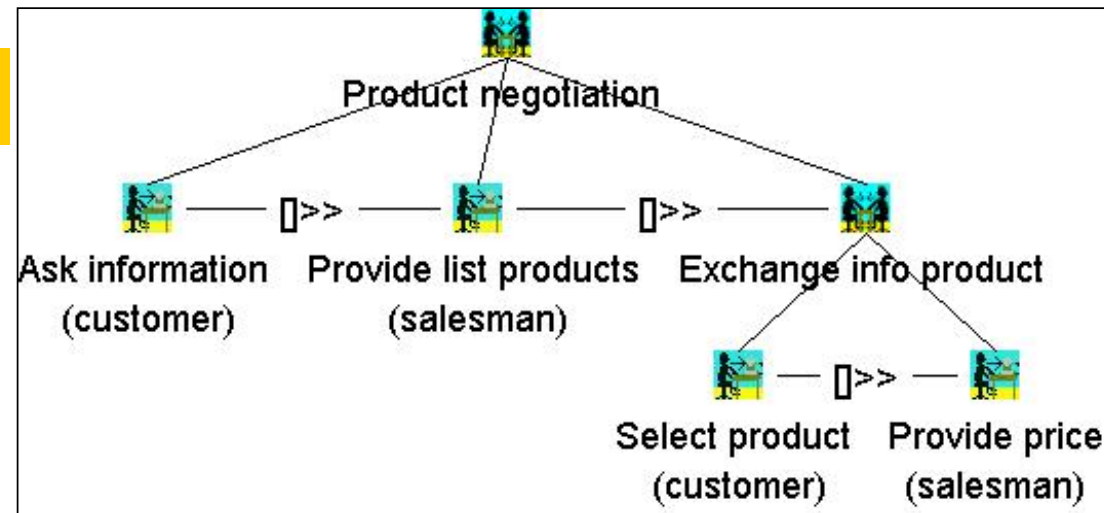 Product negotiation
[]>> []>>
Ask information Provide list products Exchange info product
(customer) (salesman)
[]>>
Select product Provide price
(customer) (salesman)